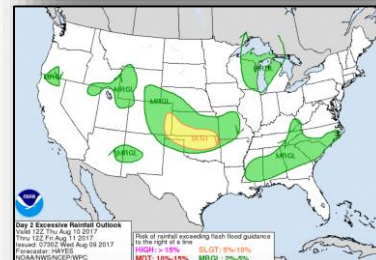 MRGL
MRGL
MRGL
MRGL
SLGT
MRGL
MRGL
NOAA
Day 2 Excessive Rainfall Outlook
Valid 12Z Thu Aug 10 2017
Thru 12Z Fri Aug 11 2017
Issued: 0730Z Wed Aug 09 2017
Forecaster: HAYES
NOAA/NWS/NCEP/WPC
Risk of rainfall exceeding flash flood guidance
to the right of a line
HIGH: > 15% SLGT: 5%-10%
MDT: 10%-15% MRGL: 2%-5%